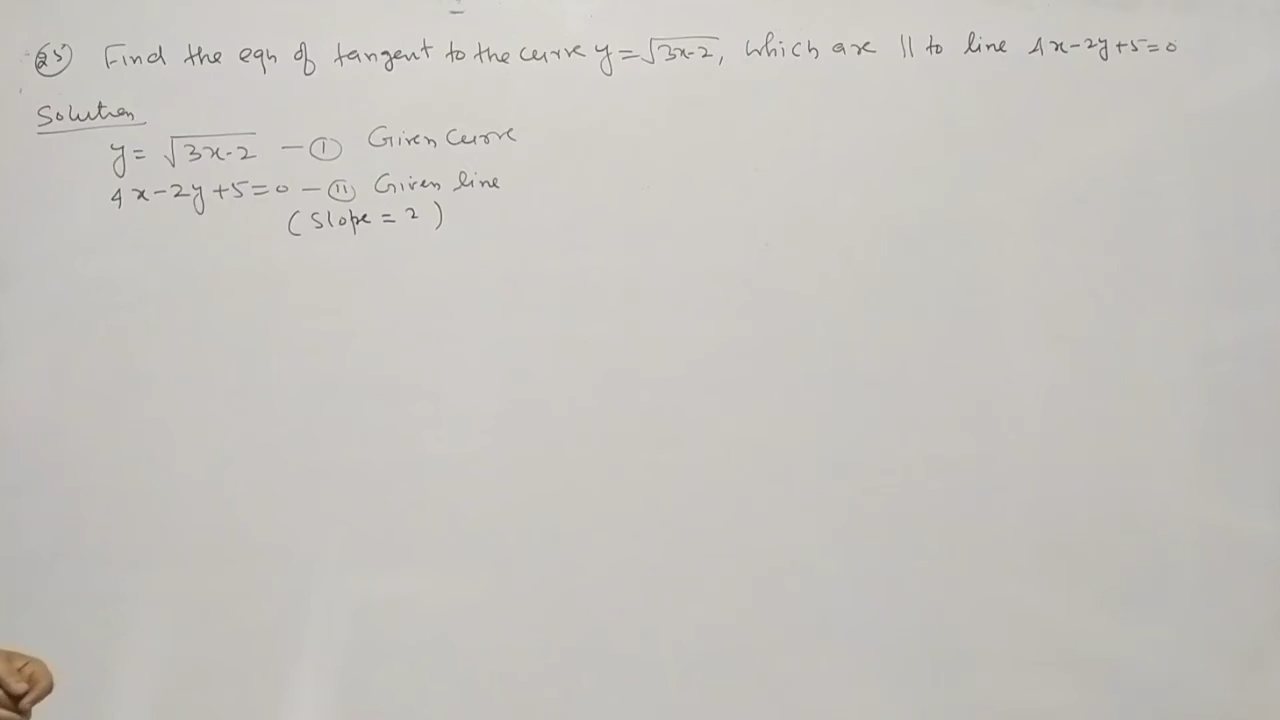 Q5) Find the eqn of tangent to the curve y = √3x-2, which are || to line 4x-2y+5=0
Solution
y = √3x-2 — (I) Given curve
4x-2y+5=0 — (II) Given line
(Slope = 2)